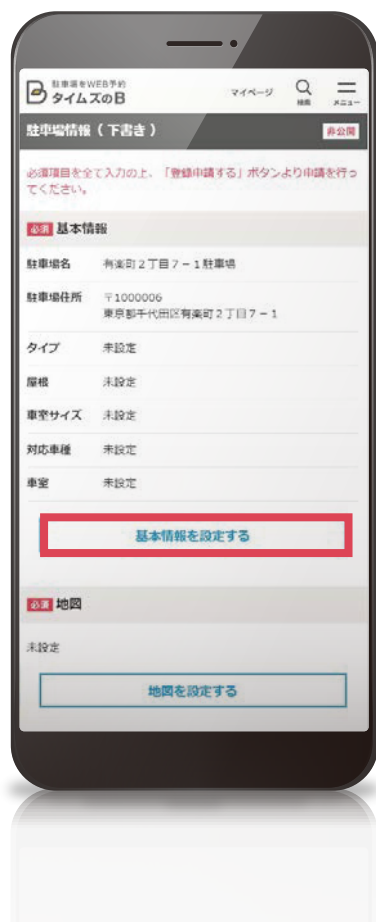 駐車場をWEB予約
タイムズのB
マイページ
検索
メニュー
駐車場情報（下書き）
非公開
必須項目を全て入力の上、「登録申請する」ボタンより申請を行っ
てください。
必須 基本情報
駐車場名 有楽町２丁目７－１駐車場
駐車場住所 〒1000006
東京都千代田区有楽町２丁目７－１
タイプ 未設定
屋根 未設定
車室サイズ 未設定
対応車種 未設定
車室 未設定
基本情報を設定する
必須 地図
未設定
地図を設定する